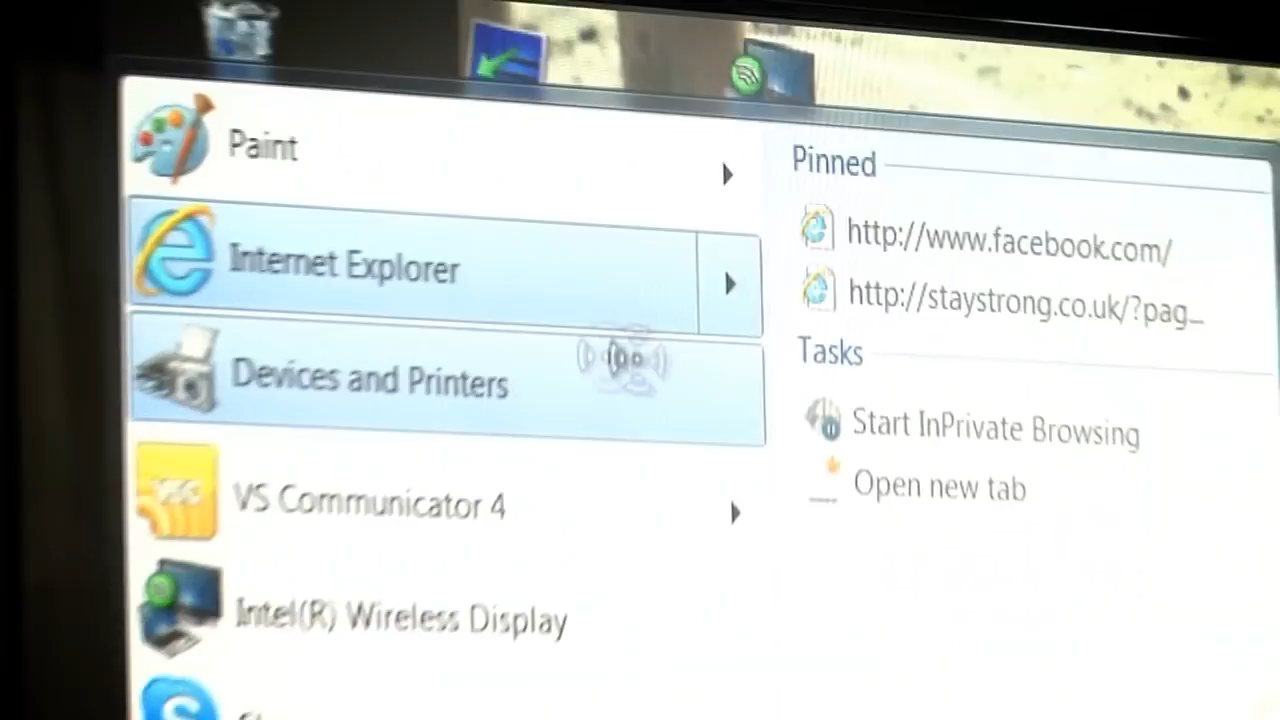 Paint
Internet Explorer
Devices and Printers
VS Communicator 4
Intel(R) Wireless Display
Pinned
http://www.facebook.com/
http://staystrong.co.uk/?pag...
Tasks
Start InPrivate Browsing
Open new tab